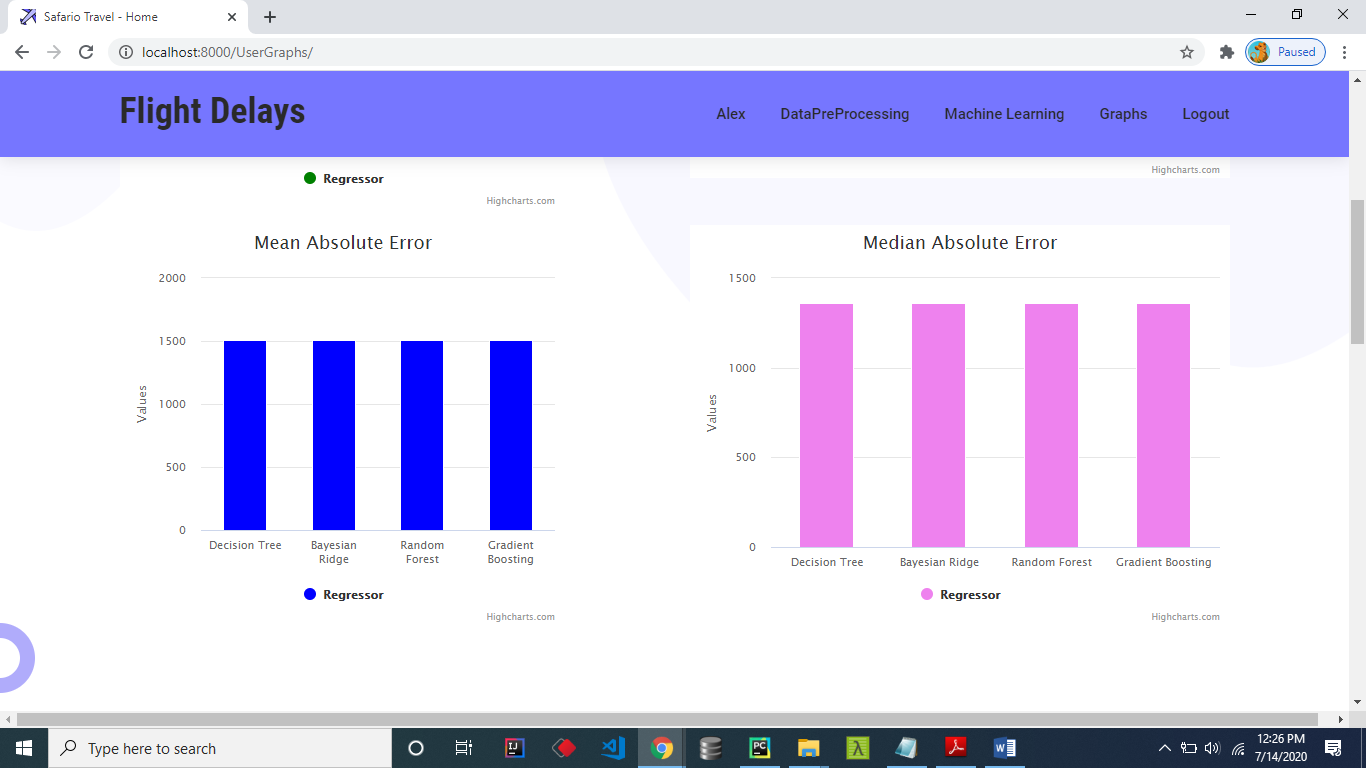 Safario Travel - Home
localhost:8000/UserGraphs/
Paused
Flight Delays
Alex DataPreProcessing Machine Learning Graphs Logout
Regressor
Highcharts.com
Highcharts.com
Mean Absolute Error
2000
1500
1000
500
0
Values
Decision Tree Bayesian Random Gradient
Ridge Forest Boosting
Regressor
Highcharts.com
Median Absolute Error
1500
1000
500
0
Values
Decision Tree Bayesian Ridge Random Forest Gradient Boosting
Regressor
Highcharts.com
Type here to search
IJ
PC
W
12:26 PM
7/14/2020